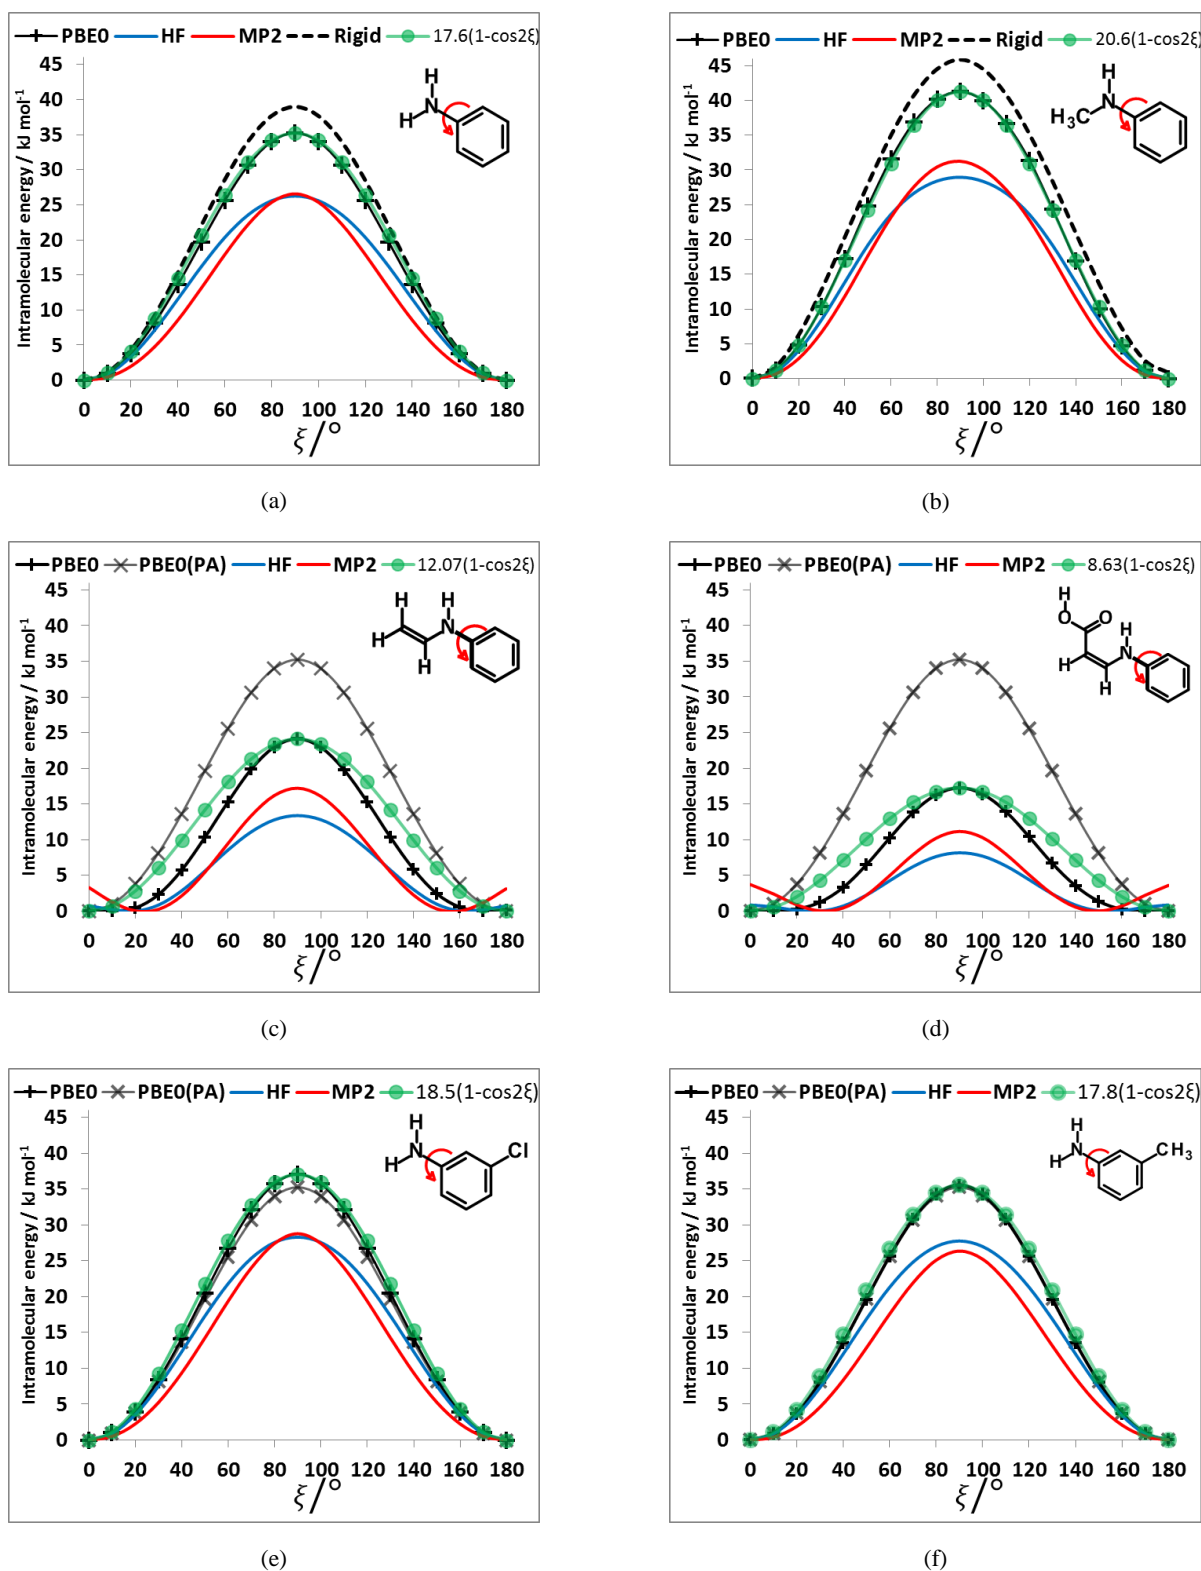 PBE0 HF MP2 Rigid 17.6(1-cos2ξ)
45
40
35
30
25
20
15
10
5
0
Intramolecular energy / kJ mol-1
H
N
H
0 20 40 60 80 100 120 140 160 180
ξ/°
(a)
PBE0 HF MP2 Rigid 20.6(1-cos2ξ)
45
40
35
30
25
20
15
10
5
0
Intramolecular energy / kJ mol-1
H
N
H3C
0 20 40 60 80 100 120 140 160 180
ξ/°
(b)
PBE0 PBE0(PA) HF MP2 12.07(1-cos2ξ)
45
40
35
30
25
20
15
10
5
0
Intramolecular energy / kJ mol-1
H H
N
H
H
0 20 40 60 80 100 120 140 160 180
ξ/°
(c)
PBE0 PBE0(PA) HF MP2 8.63(1-cos2ξ)
45
40
35
30
25
20
15
10
5
0
Intramolecular energy / kJ mol-1
H
O O
H
N
H
H
0 20 40 60 80 100 120 140 160 180
ξ/°
(d)
PBE0 PBE0(PA) HF MP2 18.5(1-cos2ξ)
45
40
35
30
25
20
15
10
5
0
Intramolecular energy / kJ mol-1
H
N Cl
H
0 20 40 60 80 100 120 140 160 180
ξ/°
(e)
PBE0 PBE0(PA) HF MP2 17.8(1-cos2ξ)
45
40
35
30
25
20
15
10
5
0
Intramolecular energy / kJ mol-1
H
N CH3
H
0 20 40 60 80 100 120 140 160 180
ξ/°
(f)